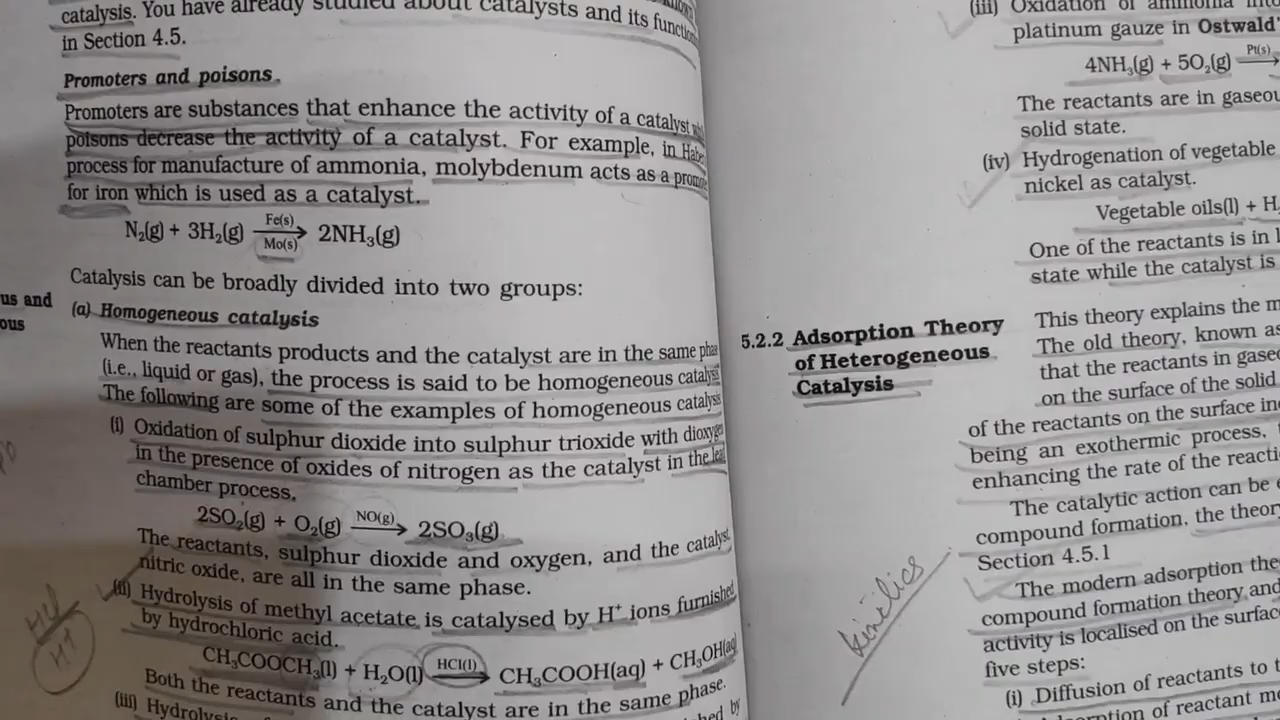 catalysis. You have already studied about catalysts and its function
in Section 4.5.
Promoters and poisons
Promoters are substances that enhance the activity of a catalyst
poisons decrease the activity of a catalyst. For example, in
process for manufacture of ammonia, molybdenum acts as a
for iron which is used as a catalyst.
N₂(g) + 3H₂(g) Fe(s) Mo(s) → 2NH₃(g)
Catalysis can be broadly divided into two groups:
(a) Homogeneous catalysis
When the reactants products and the catalyst are in the same phase
(i.e., liquid or gas), the process is said to be homogeneous catalysis
The following are some of the examples of homogeneous catalysis
(i) Oxidation of sulphur dioxide into sulphur trioxide with dioxygen
in the presence of oxides of nitrogen as the catalyst in the
chamber process.
2SO₂(g) + O₂(g) NO(g) → 2SO₃(g)
The reactants, sulphur dioxide and oxygen, and the catalyst,
nitric oxide, are all in the same phase.
(ii) Hydrolysis of methyl acetate is catalysed by H⁺ ions furnished
by hydrochloric acid.
CH₃COOCH₃(l) + H₂O(l) HCl(l) → CH₃COOH(aq) + CH₃OH(aq)
Both the reactants and the catalyst are in the same phase.
(iii) Hydrolysis by
us and
ous
(iii) Oxidation of ammonia
platinum gauze in Ostwald
4NH₃(g) + 5O₂(g) Pt(s) →
The reactants are in
solid state.
(iv) Hydrogenation of vegetable
nickel as catalyst.
Vegetable oils(l) + H
One of the reactants is in
state while the catalyst is
5.2.2 Adsorption Theory
of Heterogeneous
Catalysis
This theory explains the
The old theory, known as
that the reactants in
on the surface of the solid
of the reactants on the surface
being an exothermic process,
enhancing the rate of the
The catalytic action can be
compound formation, the theory
Section 4.5.1
The modern adsorption
compound formation theory and
activity is localised on the
five steps:
(i) Diffusion of reactants to
of reactant